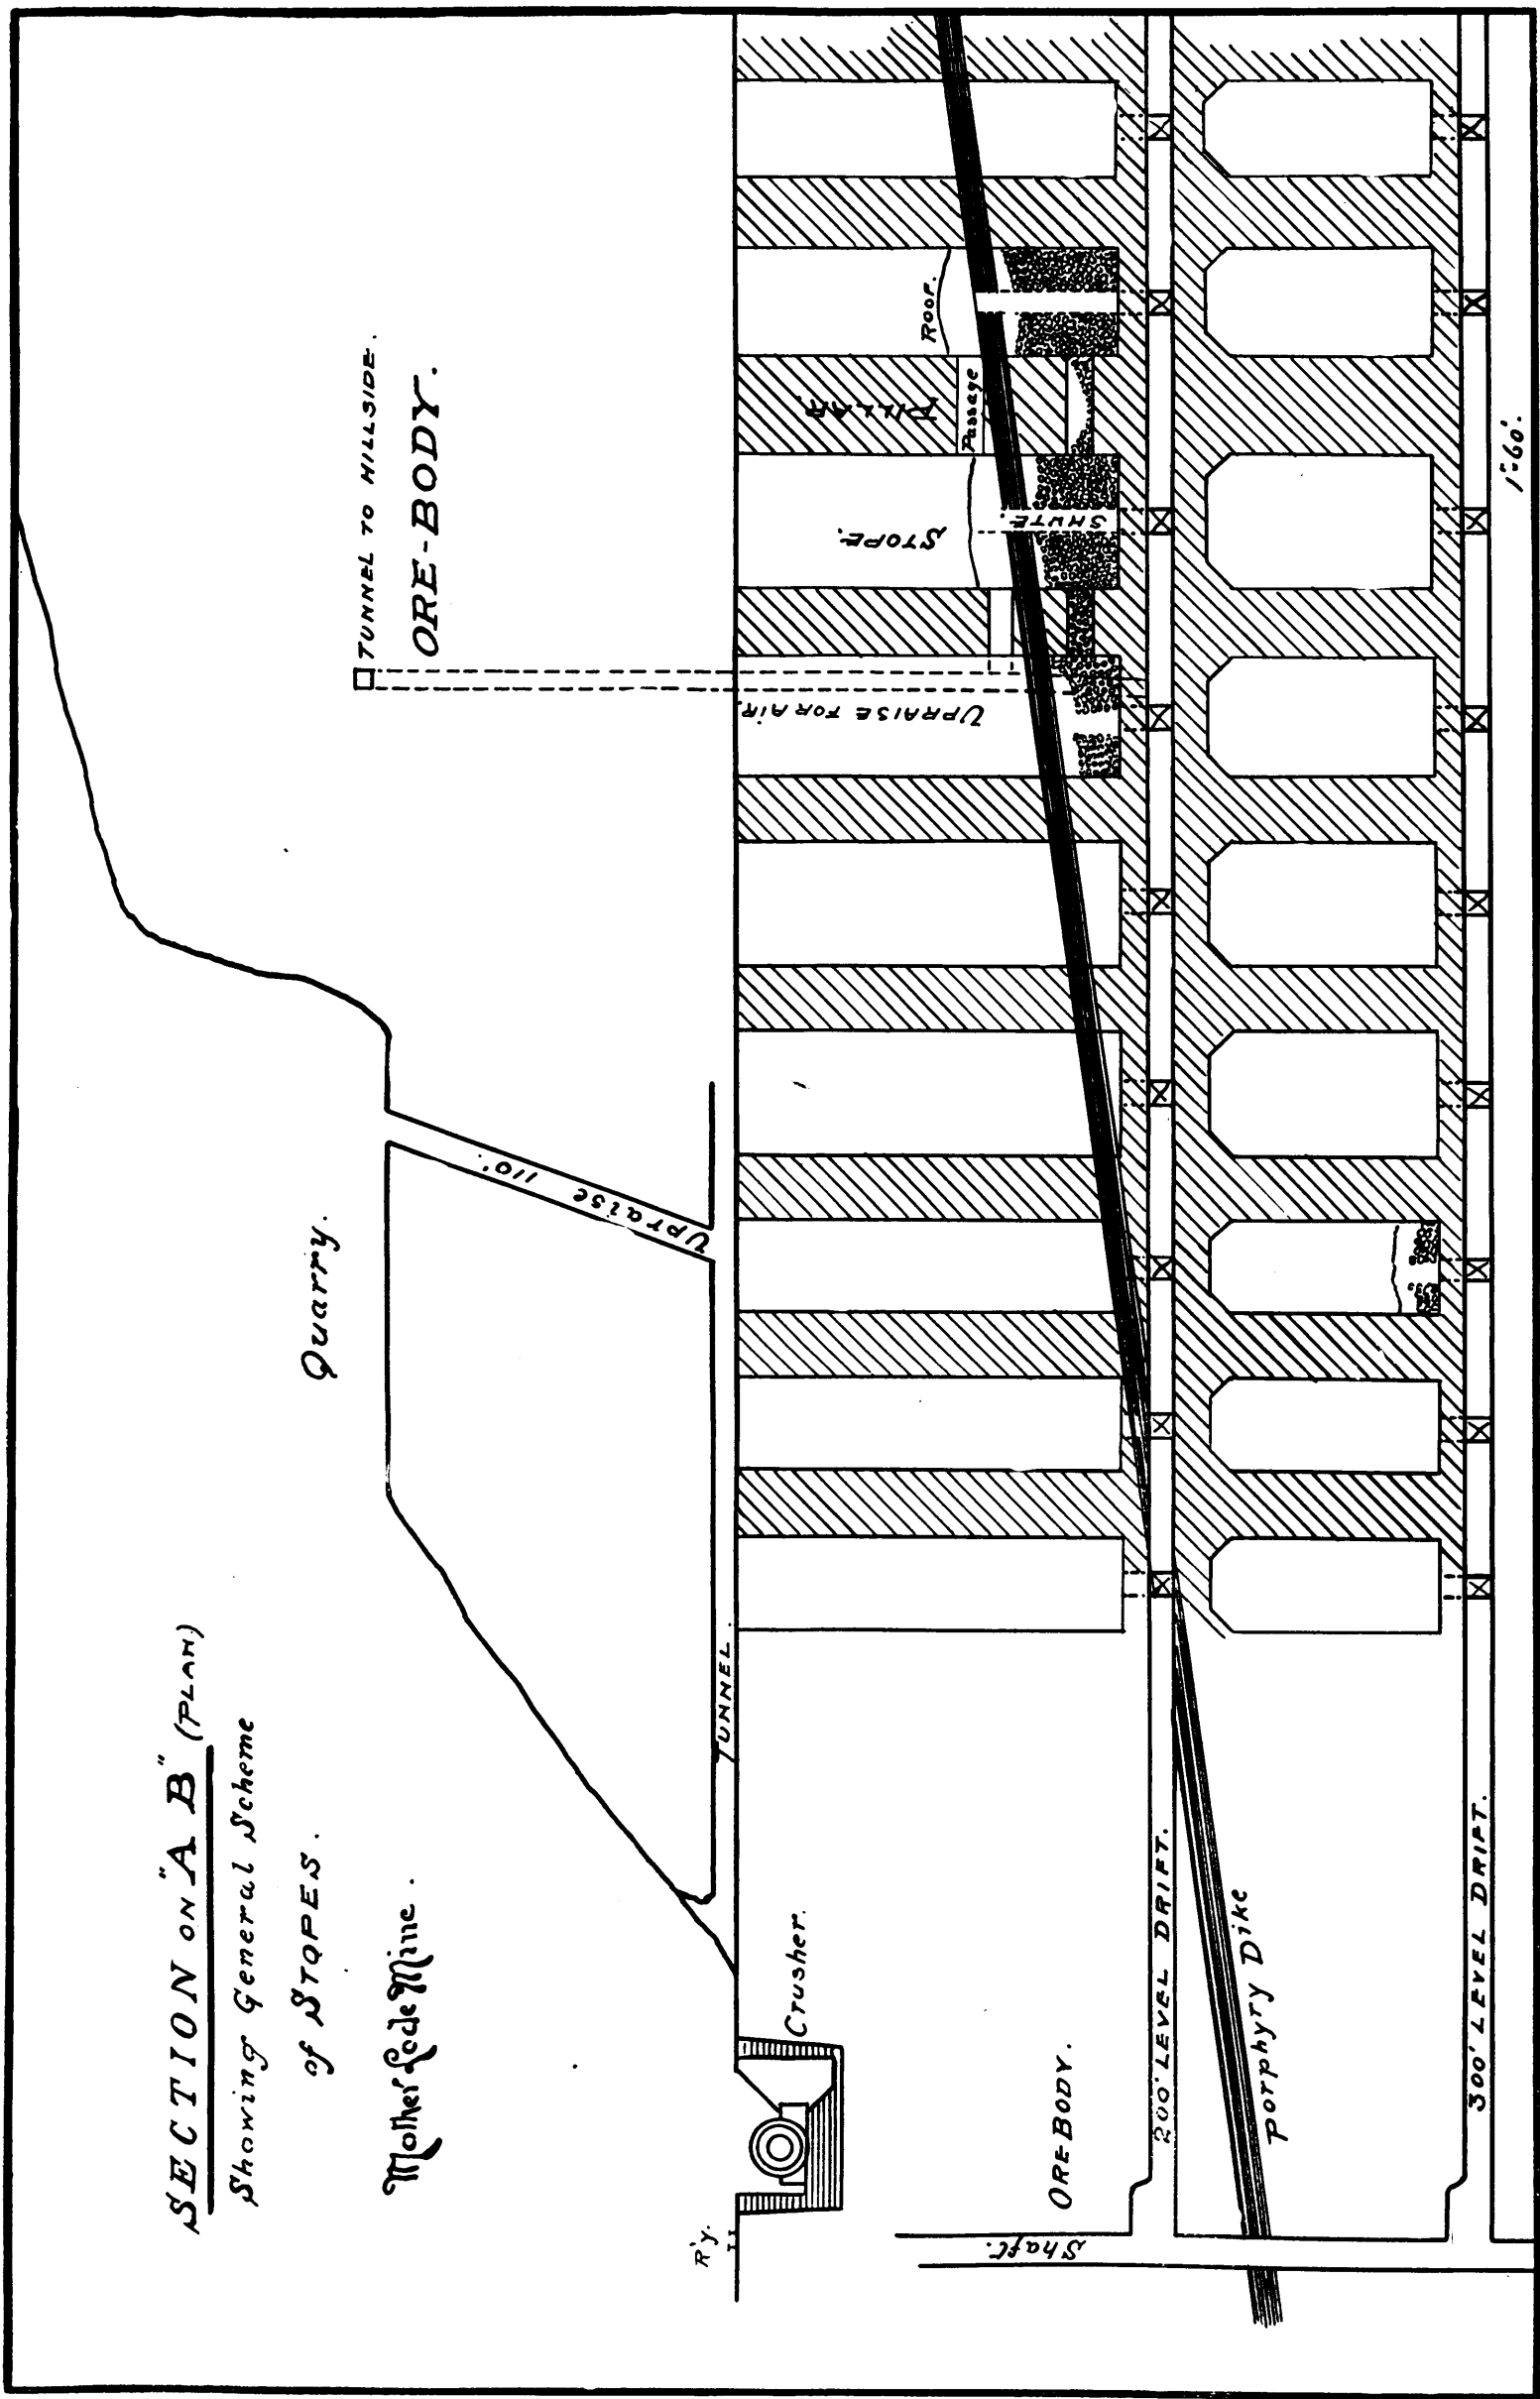 SECTION ON "A B" (PLAN)
Showing General Scheme
of STOPES.
Mother Lode Mine.
Quarry.
TUNNEL TO HILLSIDE.
ORE-BODY.
Upraise 110'.
TUNNEL.
R'y.
Crusher.
UPRAISE FOR AIR.
STOPE.
PILLAR.
ROOF.
Passage
SHUTE.
Shaft.
ORE BODY.
200' LEVEL DRIFT.
Porphyry Dike
300' LEVEL DRIFT.
1"=60'.